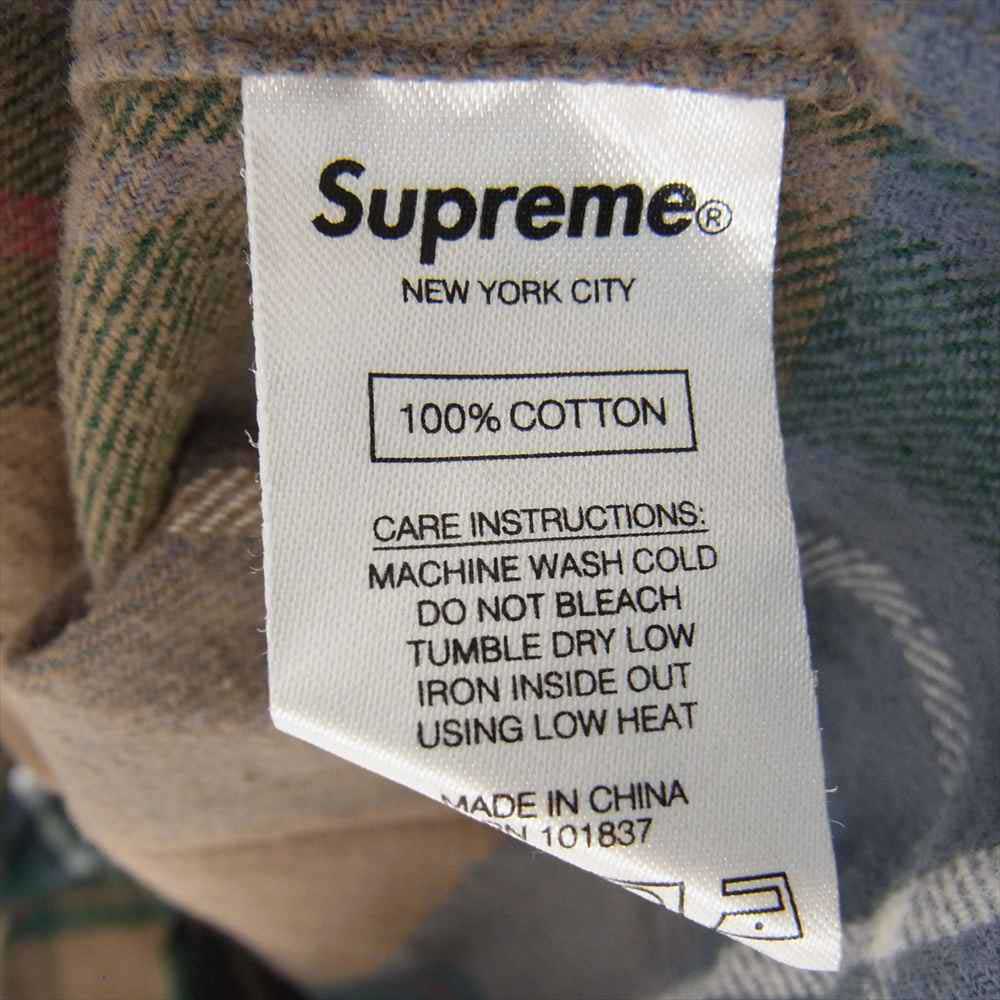 Supreme®
NEW YORK CITY
100% COTTON
CARE INSTRUCTIONS:
MACHINE WASH COLD
DO NOT BLEACH
TUMBLE DRY LOW
IRON INSIDE OUT
USING LOW HEAT
MADE IN CHINA
101837